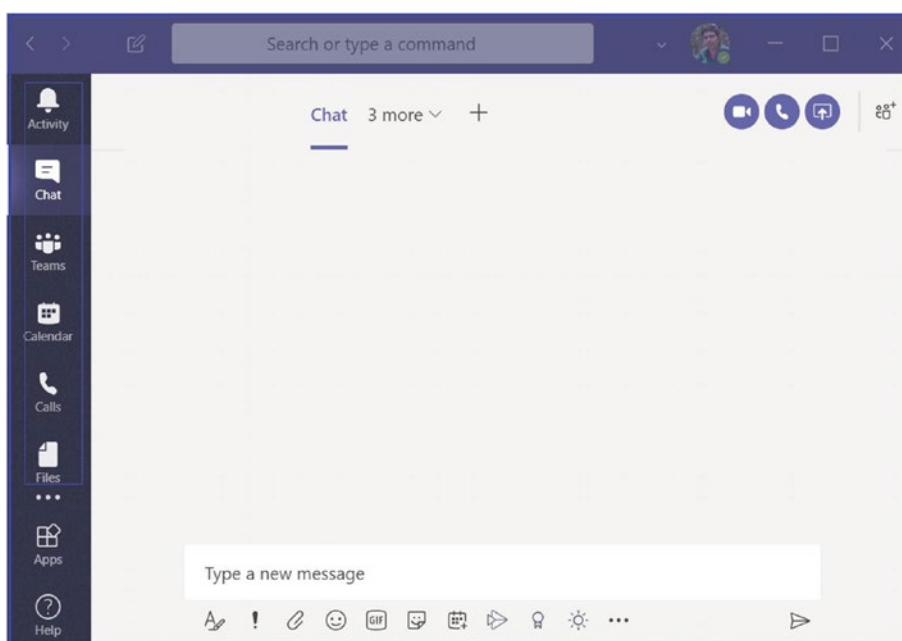 Search or type a command
Activity
Chat 3 more
Chat
Teams
Calendar
Calls
Files
Apps
Type a new message
GIF
Help